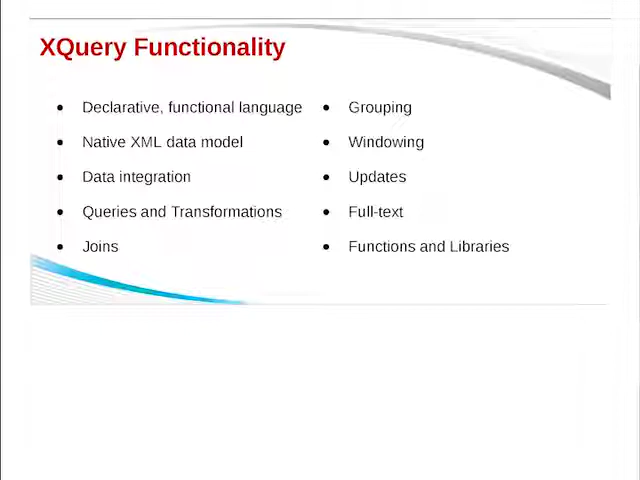 XQuery Functionality
• Declarative, functional language
• Native XML data model
• Data integration
• Queries and Transformations
• Joins
• Grouping
• Windowing
• Updates
• Full-text
• Functions and Libraries